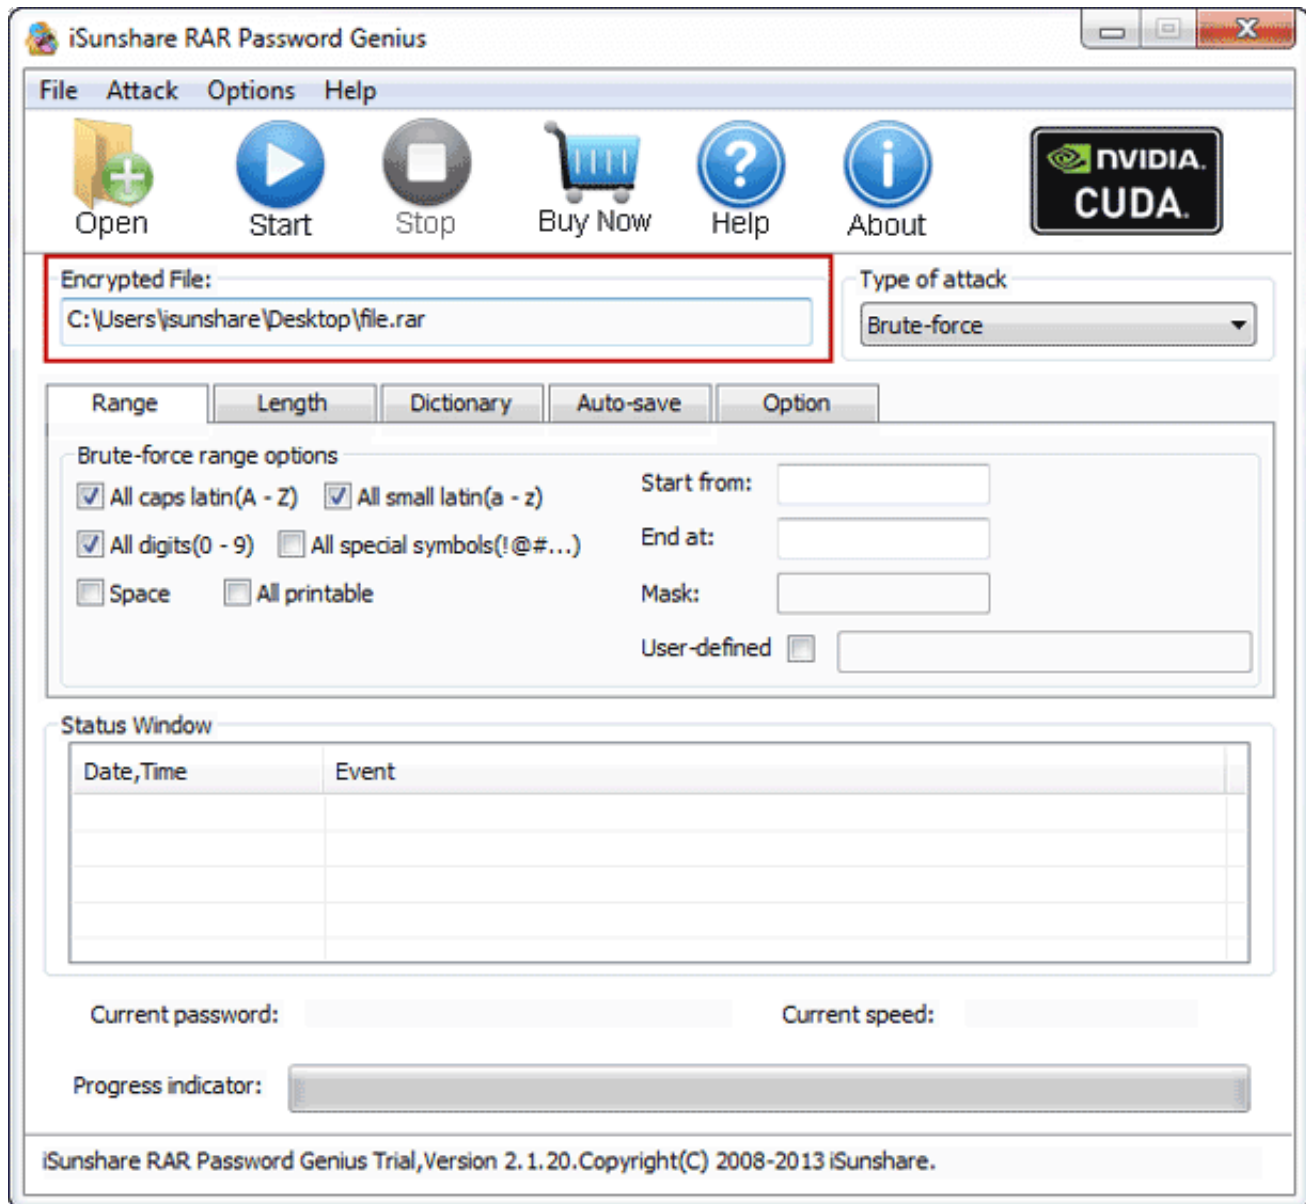 iSunshare RAR Password Genius
File Attack Options Help
Open Start Stop Buy Now Help About
NVIDIA.
CUDA.
Encrypted File:
C:\Users\isunshare\Desktop\file.rar
Type of attack
Brute-force
Range Length Dictionary Auto-save Option
Brute-force range options
All caps latin(A - Z) All small latin(a - z)
All digits(0 - 9) All special symbols(!@#...)
Space All printable
Start from:
End at:
Mask:
User-defined
Status Window
Date,Time Event
Current password: Current speed:
Progress indicator:
iSunshare RAR Password Genius Trial,Version 2.1.20.Copyright(C) 2008-2013 iSunshare.